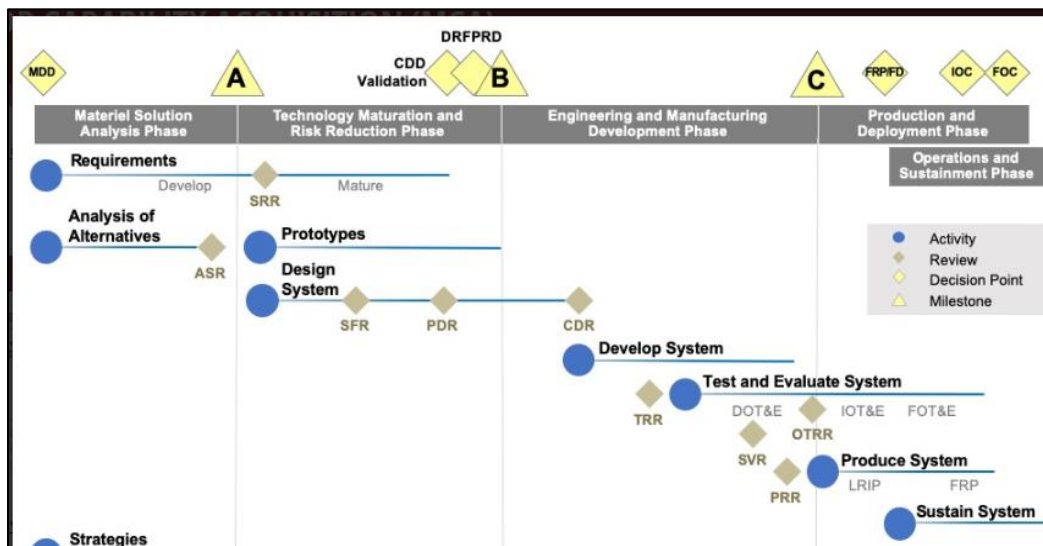 DRFPRD
CDD
Validation
MDD
A
B
C
FRP/FD
IOC
FOC
Materiel Solution
Analysis Phase
Technology Maturation and
Risk Reduction Phase
Engineering and Manufacturing
Development Phase
Production and
Deployment Phase
Operations and
Sustainment Phase
Requirements
Develop
Mature
SRR
Analysis of
Alternatives
ASR
Prototypes
Design
System
SFR
PDR
CDR
Activity
Review
Decision Point
Milestone
Develop System
Test and Evaluate System
TRR
DOT&E
IOT&E
FOT&E
OTRR
SVR
PRR
Produce System
LRIP
FRP
Sustain System
Strategies